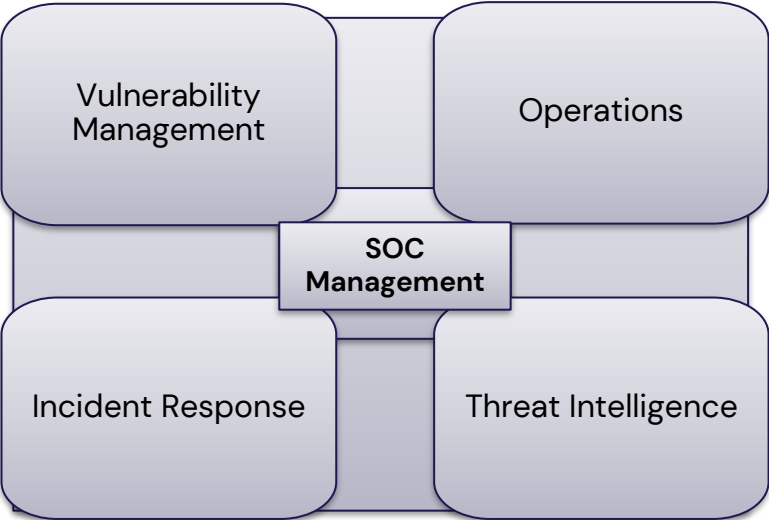 Vulnerability
Management
Operations
SOC
Management
Incident Response
Threat Intelligence